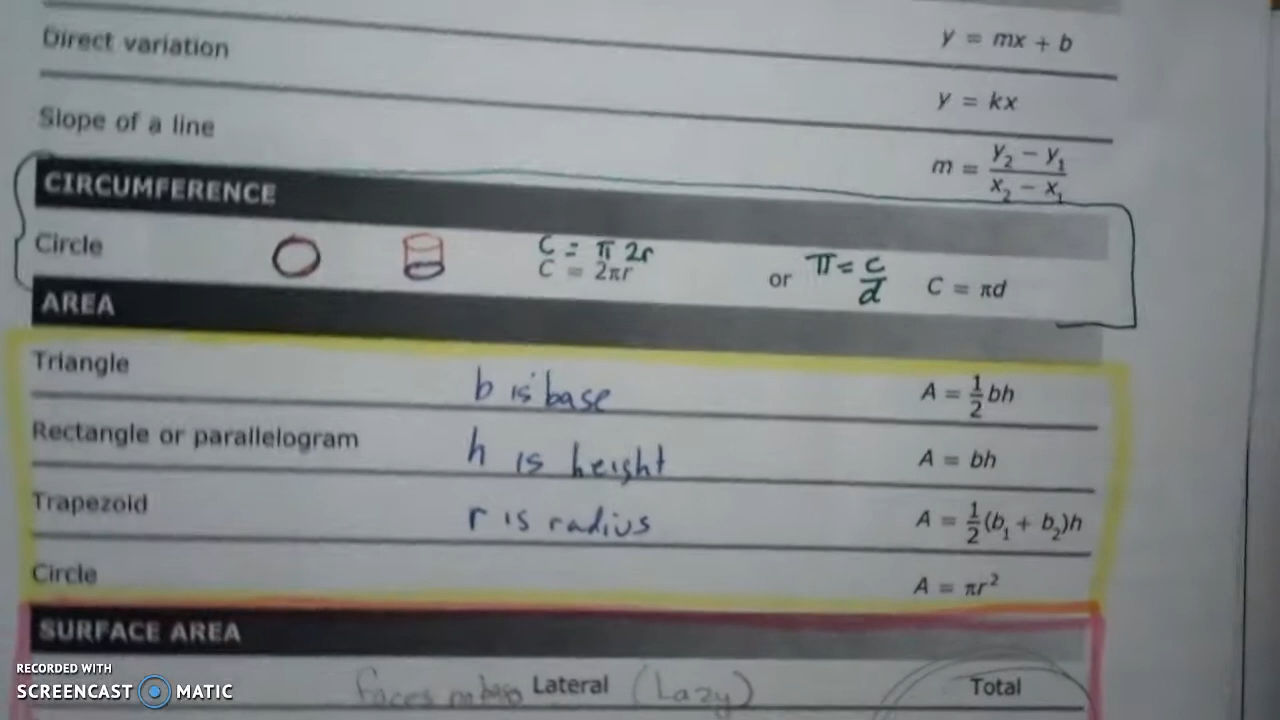 y = mx + b
Direct variation
y = kx
Slope of a line
m = (y₂ − y₁)/(x₂ − x₁)
CIRCUMFERENCE
Circle
C = π 2r
C = 2πr
or
π = c/d
C = πd
AREA
Triangle
b is base
A = 1/2 bh
Rectangle or parallelogram
h is height
A = bh
Trapezoid
r is radius
A = 1/2 (b₁ + b₂)h
Circle
A = πr²
SURFACE AREA
faces no Lateral (Lazy) Total
RECORDED WITH
SCREENCAST MATIC